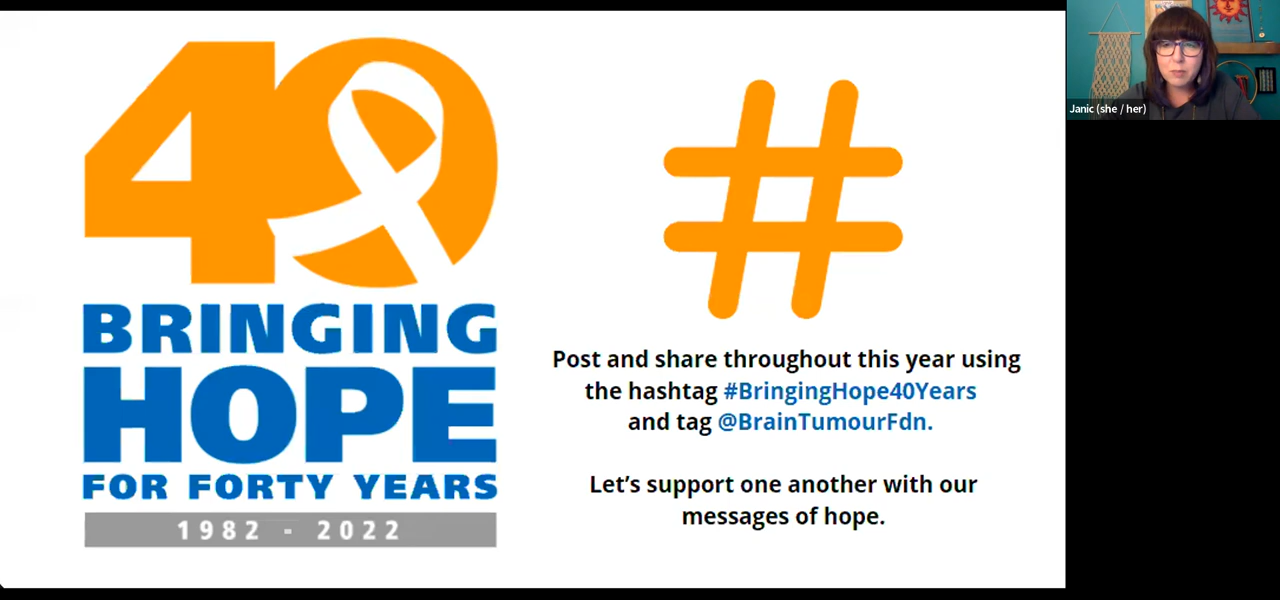 40
BRINGING
HOPE
FOR FORTY YEARS
1982 - 2022
#
Post and share throughout this year using
the hashtag #BringingHope40Years
and tag @BrainTumourFdn.
Let’s support one another with our
messages of hope.
Janic (she / her)